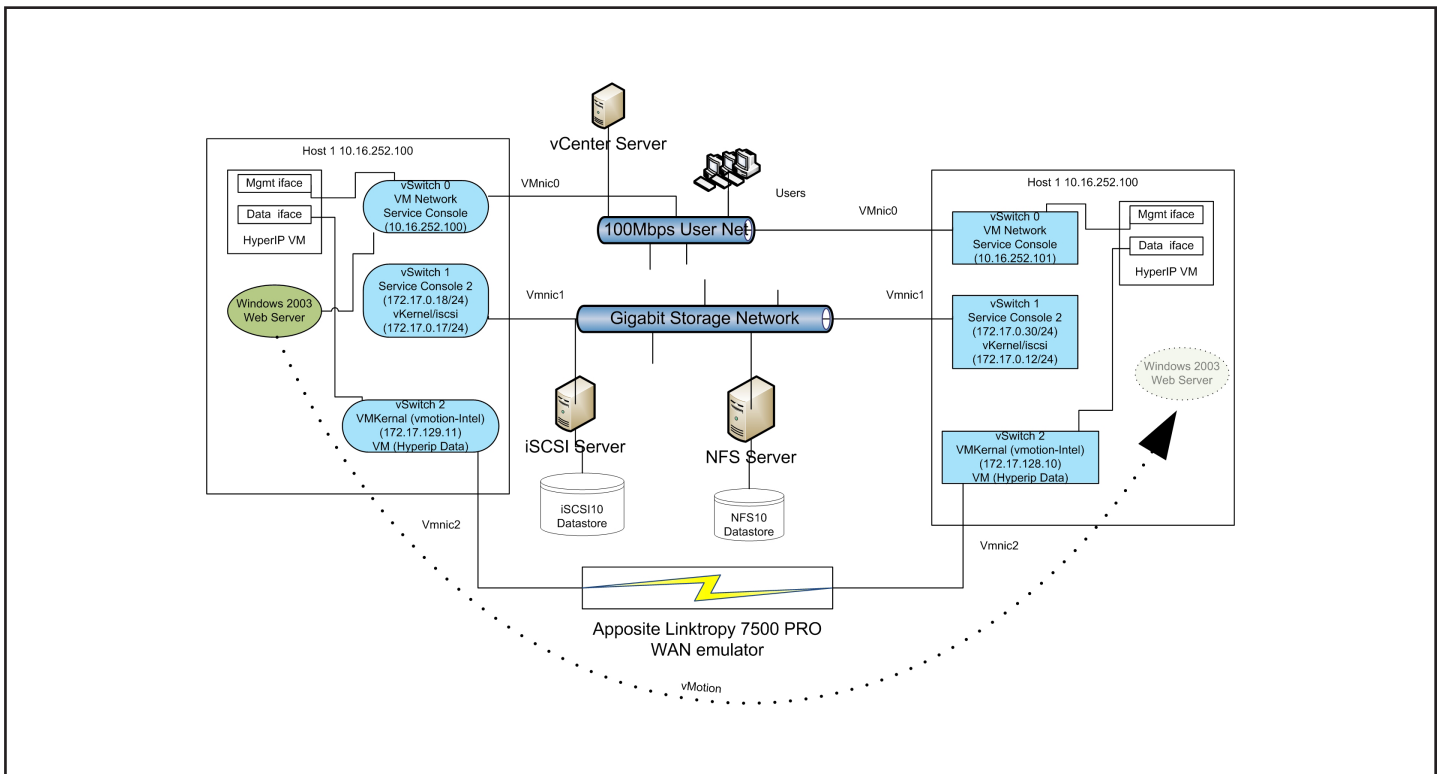 vCenter Server
Host 1 10.16.252.100
Mgmt iface
Data iface
HyperIP VM
vSwitch 0
VM Network
Service Console
(10.16.252.100)
VMnic0
Users
100Mbps User Net
VMnic0
Host 1 10.16.252.100
vSwitch 0
VM Network
Service Console
(10.16.252.101)
Mgmt iface
Data iface
HyperIP VM
Windows 2003
Web Server
vSwitch 1
Service Console 2
(172.17.0.18/24)
vKernel/iscsi
(172.17.0.17/24)
Vmnic1
Gigabit Storage Network
Vmnic1
vSwitch 1
Service Console 2
(172.17.0.30/24)
vKernel/iscsi
(172.17.0.12/24)
Windows 2003
Web Server
vSwitch 2
VMKernal (vmotion-Intel)
(172.17.129.11)
VM (Hyperip Data)
iSCSI Server
NFS Server
vSwitch 2
VMKernal (vmotion-Intel)
(172.17.128.10)
VM (Hyperip Data)
iSCSI10
Datastore
NFS10
Datastore
Vmnic2
Vmnic2
Apposite Linktropy 7500 PRO
WAN emulator
vMotion